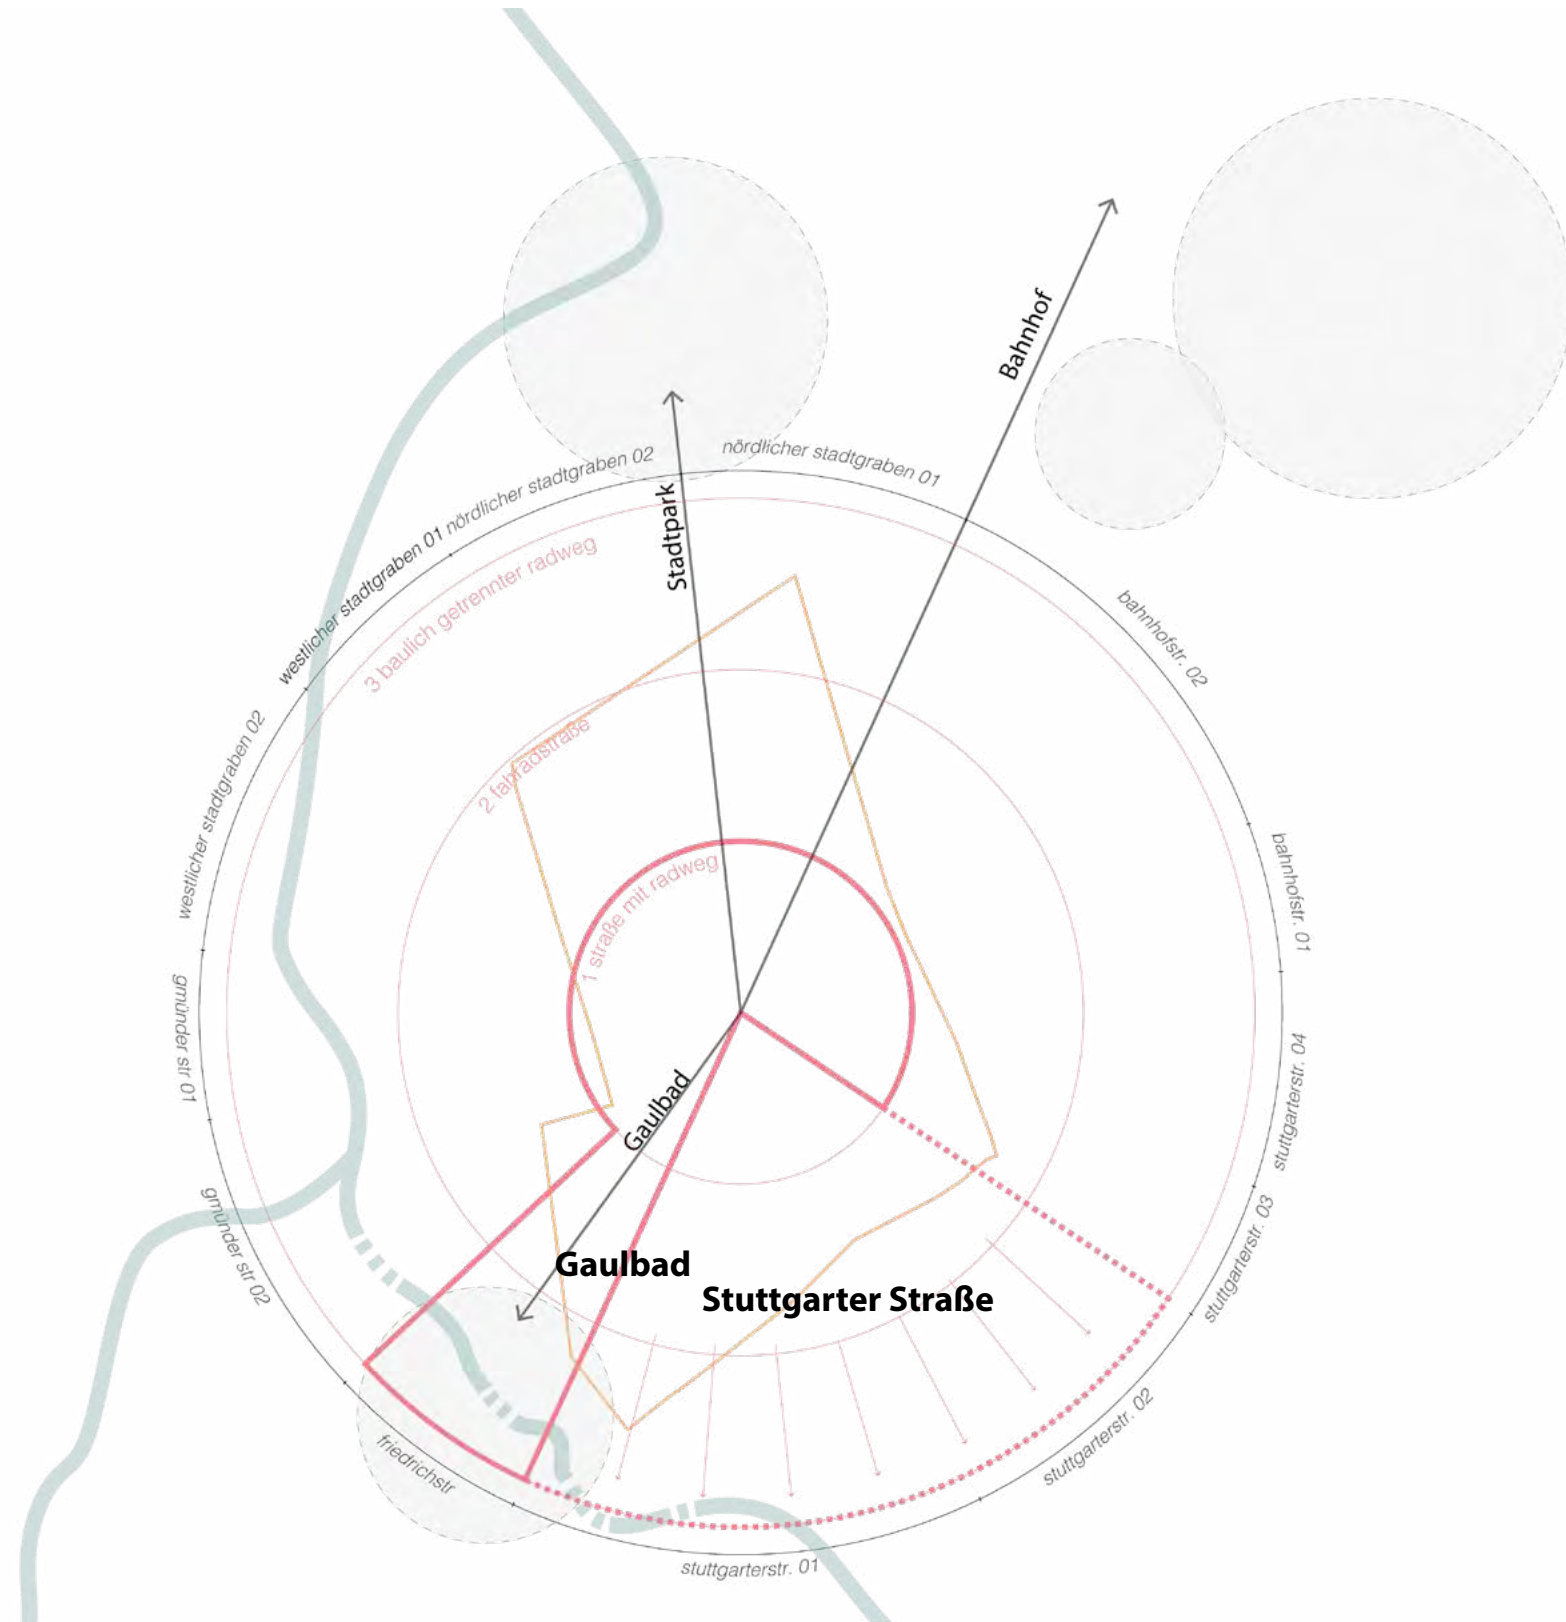 Bahnhof
nördlicher stadtgraben 02
nördlicher stadtgraben 01
Stadtpark
westlicher stadtgraben 01
3 baulich getrennter radweg
bahnhofstr. 02
westlicher stadtgraben 02
2 fahradstraße
bahnhofstr. 01
1 straße mit radweg
gmünder str 01
stuttgarterstr. 04
Gaulbad
gmünder str 02
stuttgarterstr. 03
Gaulbad
Stuttgarter Straße
stuttgarterstr. 02
friedrichstr
stuttgarterstr. 01